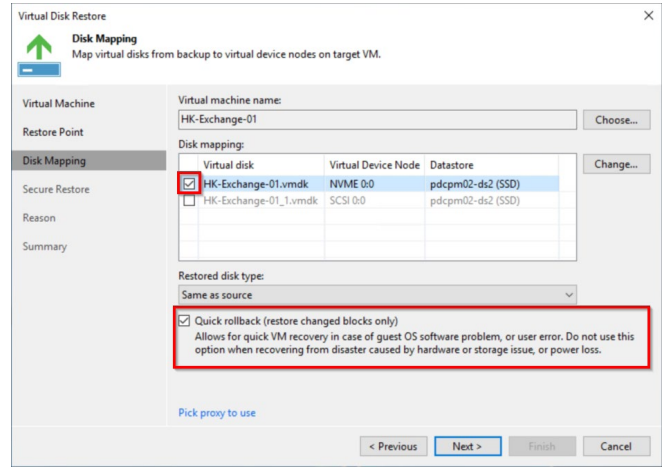 Virtual Disk Restore
Disk Mapping
Map virtual disks from backup to virtual device nodes on target VM.
Virtual Machine
Restore Point
Disk Mapping
Secure Restore
Reason
Summary
Virtual machine name:
HK-Exchange-01
Choose...
Disk mapping:
Virtual disk Virtual Device Node Datastore
HK-Exchange-01.vmdk NVME 0:0 pdcpm02-ds2 (SSD)
HK-Exchange-01_1.vmdk SCSI 0:0 pdcpm02-ds2 (SSD)
Change...
Restored disk type:
Same as source
Quick rollback (restore changed blocks only)
Allows for quick VM recovery in case of guest OS software problem, or user error. Do not use this
option when recovering from disaster caused by hardware or storage issue, or power loss.
Pick proxy to use
< Previous Next > Finish Cancel